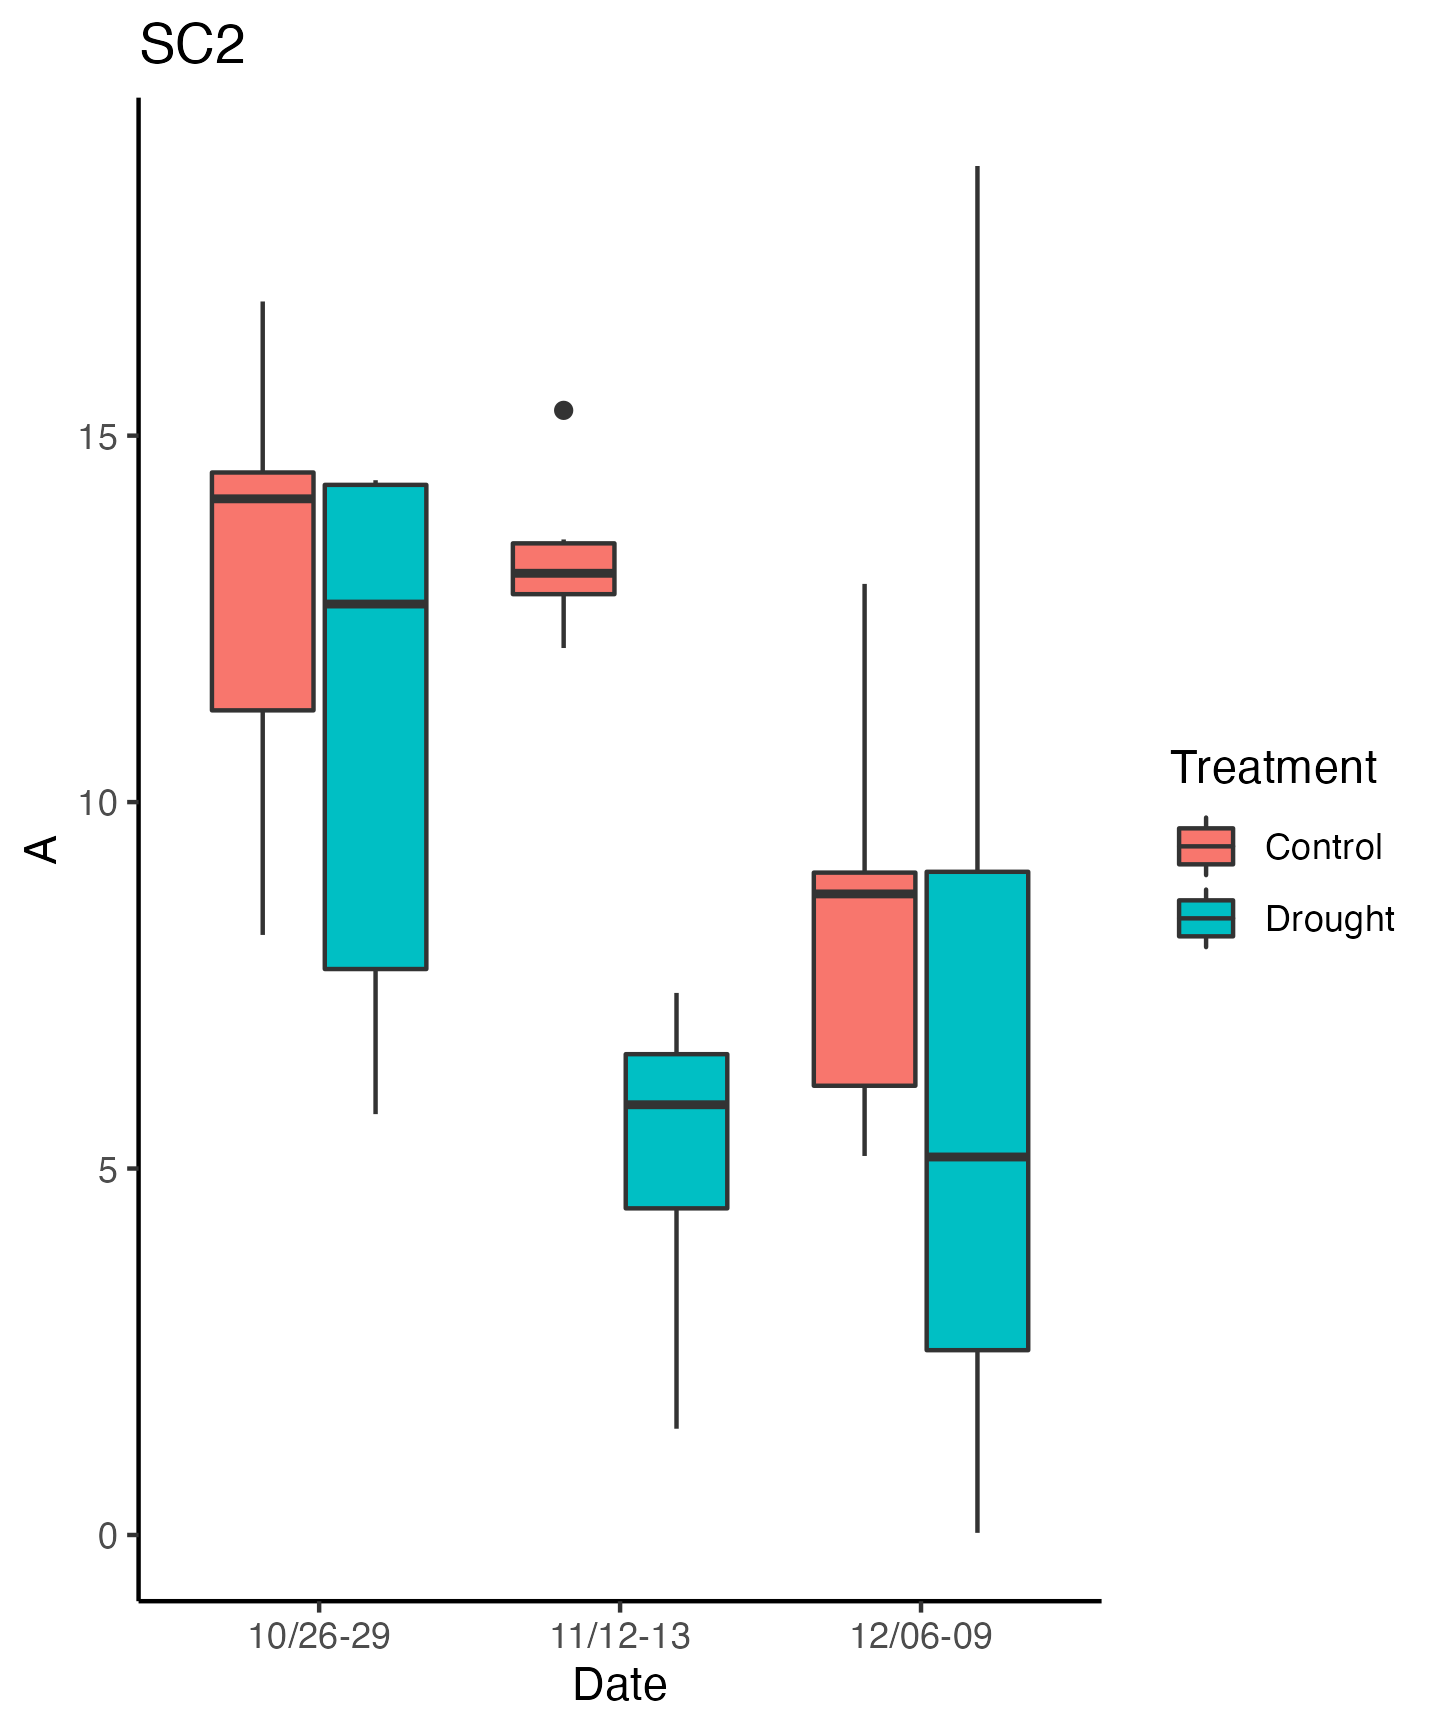 SC2
15
10
5
0
A
10/26-29
11/12-13
12/06-09
Date
Treatment
Control
Drought